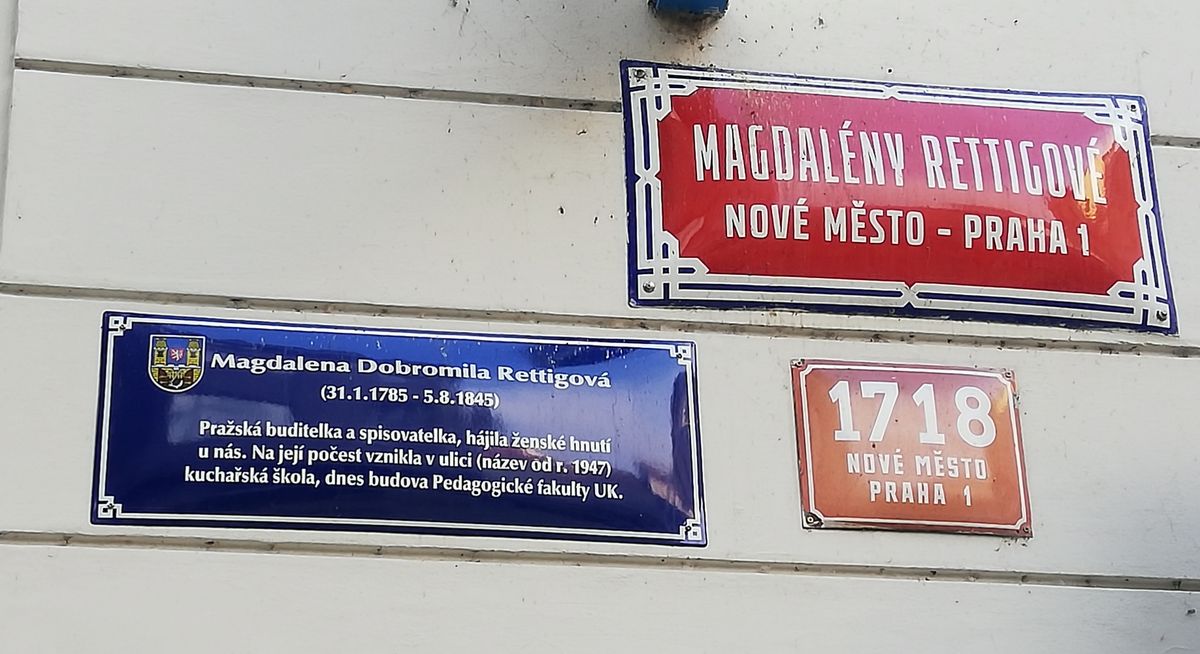 MAGDALÉNY RETTIGOVÉ
NOVÉ MĚSTO - PRAHA 1
Magdalena Dobromila Rettigová
(31.1.1785 - 5.8.1845)
Pražská buditelka a spisovatelka, hájila ženské hnutí
u nás. Na její počest vznikla v ulici (název od r. 1947)
kuchařská škola, dnes budova Pedagogické fakulty UK.
1718
NOVÉ MĚSTO
PRAHA 1